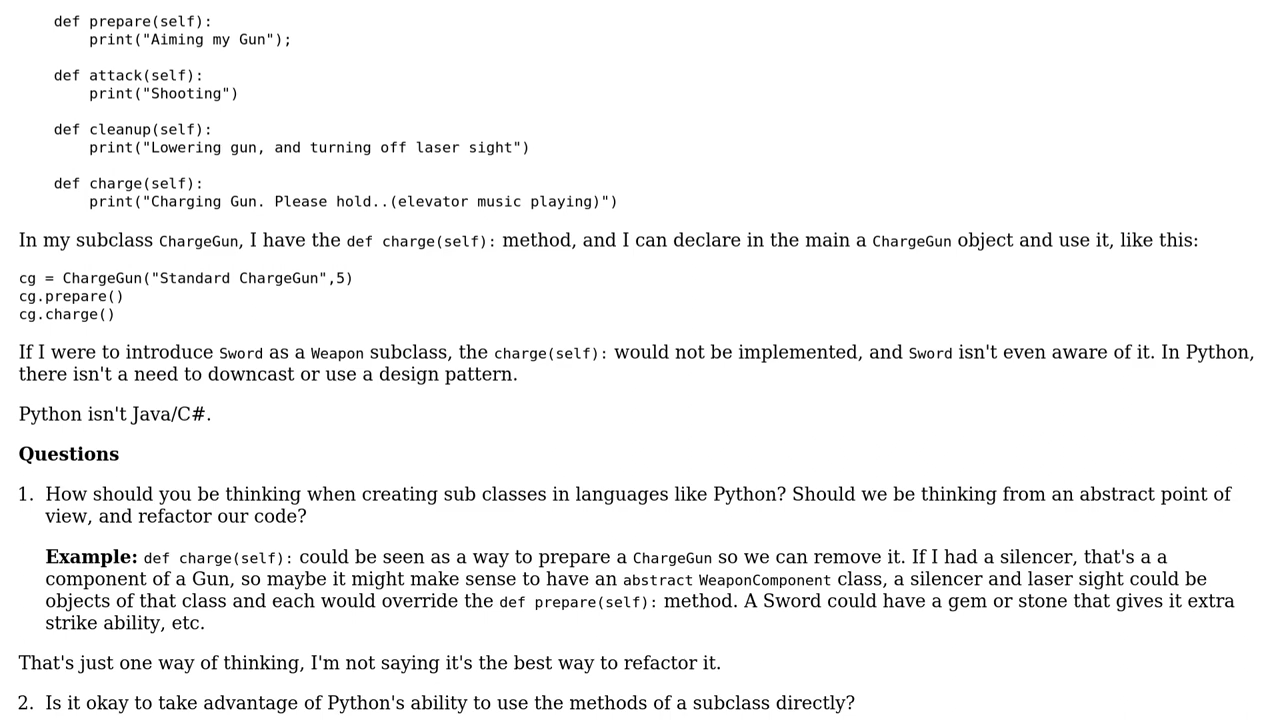 def prepare(self):
print("Aiming my Gun");
def attack(self):
print("Shooting")
def cleanup(self):
print("Lowering gun, and turning off laser sight")
def charge(self):
print("Charging Gun. Please hold..(elevator music playing)")
In my subclass ChargeGun, I have the def charge(self): method, and I can declare in the main a ChargeGun object and use it, like this:
cg = ChargeGun("Standard ChargeGun",5)
cg.prepare()
cg.charge()
If I were to introduce Sword as a Weapon subclass, the charge(self): would not be implemented, and Sword isn't even aware of it. In Python,
there isn't a need to downcast or use a design pattern.
Python isn't Java/C#.
Questions
1. How should you be thinking when creating sub classes in languages like Python? Should we be thinking from an abstract point of
view, and refactor our code?
Example: def charge(self): could be seen as a way to prepare a ChargeGun so we can remove it. If I had a silencer, that's a a
component of a Gun, so maybe it might make sense to have an abstract WeaponComponent class, a silencer and laser sight could be
objects of that class and each would override the def prepare(self): method. A Sword could have a gem or stone that gives it extra
strike ability, etc.
That's just one way of thinking, I'm not saying it's the best way to refactor it.
2. Is it okay to take advantage of Python's ability to use the methods of a subclass directly?